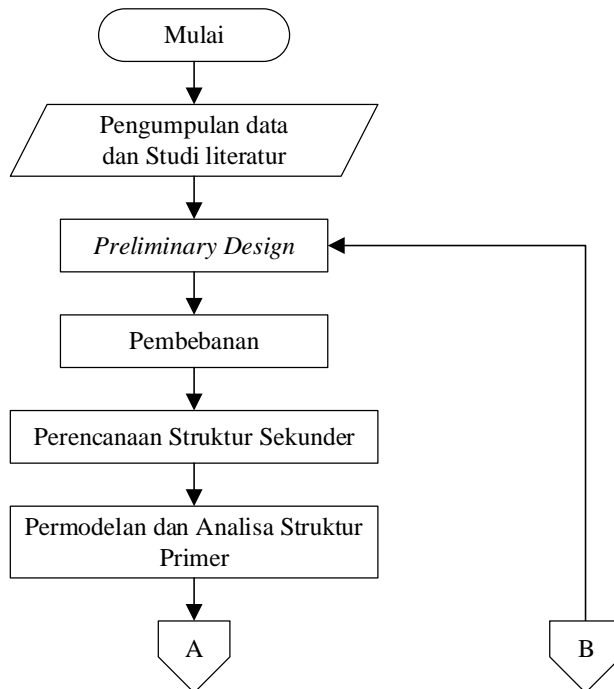 Mulai
Pengumpulan data
dan Studi literatur
Preliminary Design
Pembebanan
Perencanaan Struktur Sekunder
Permodelan dan Analisa Struktur
Primer
A
B